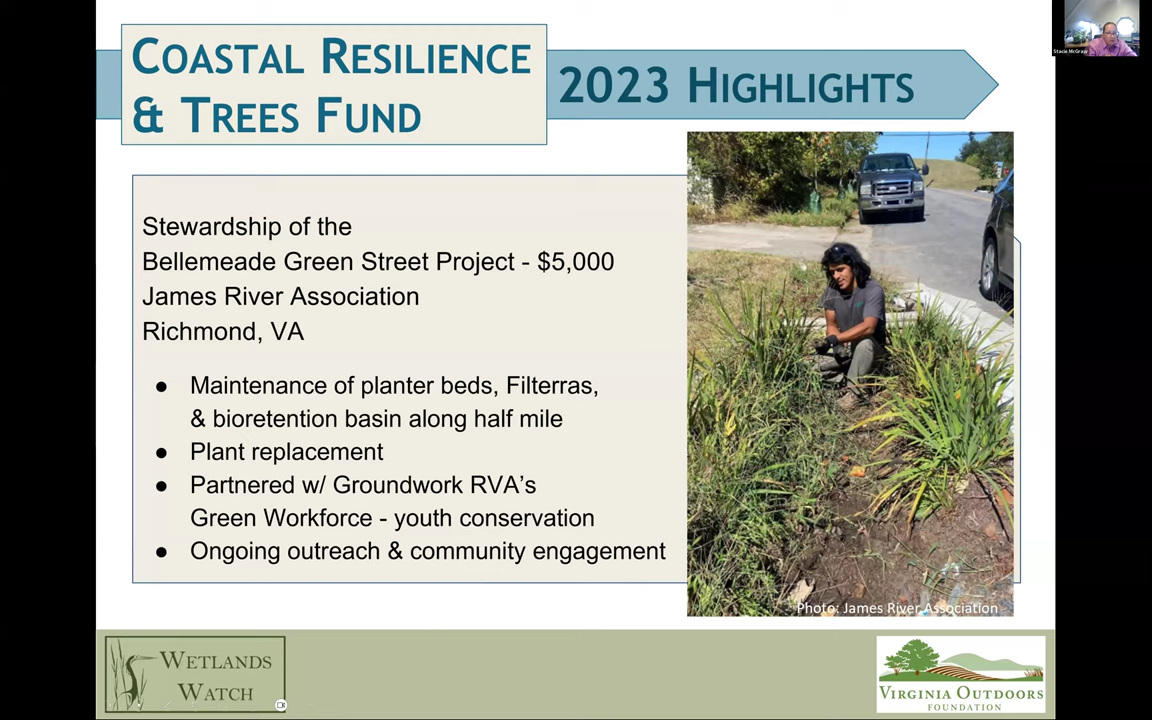 COASTAL RESILIENCE
& TREES FUND
2023 HIGHLIGHTS
Stacie McGraw
Stewardship of the
Bellemeade Green Street Project - $5,000
James River Association
Richmond, VA
● Maintenance of planter beds, Filterras,
& bioretention basin along half mile
● Plant replacement
● Partnered w/ Groundwork RVA's
Green Workforce - youth conservation
● Ongoing outreach & community engagement
Photo: James River Association
WETLANDS
WATCH
VIRGINIA OUTDOORS
FOUNDATION